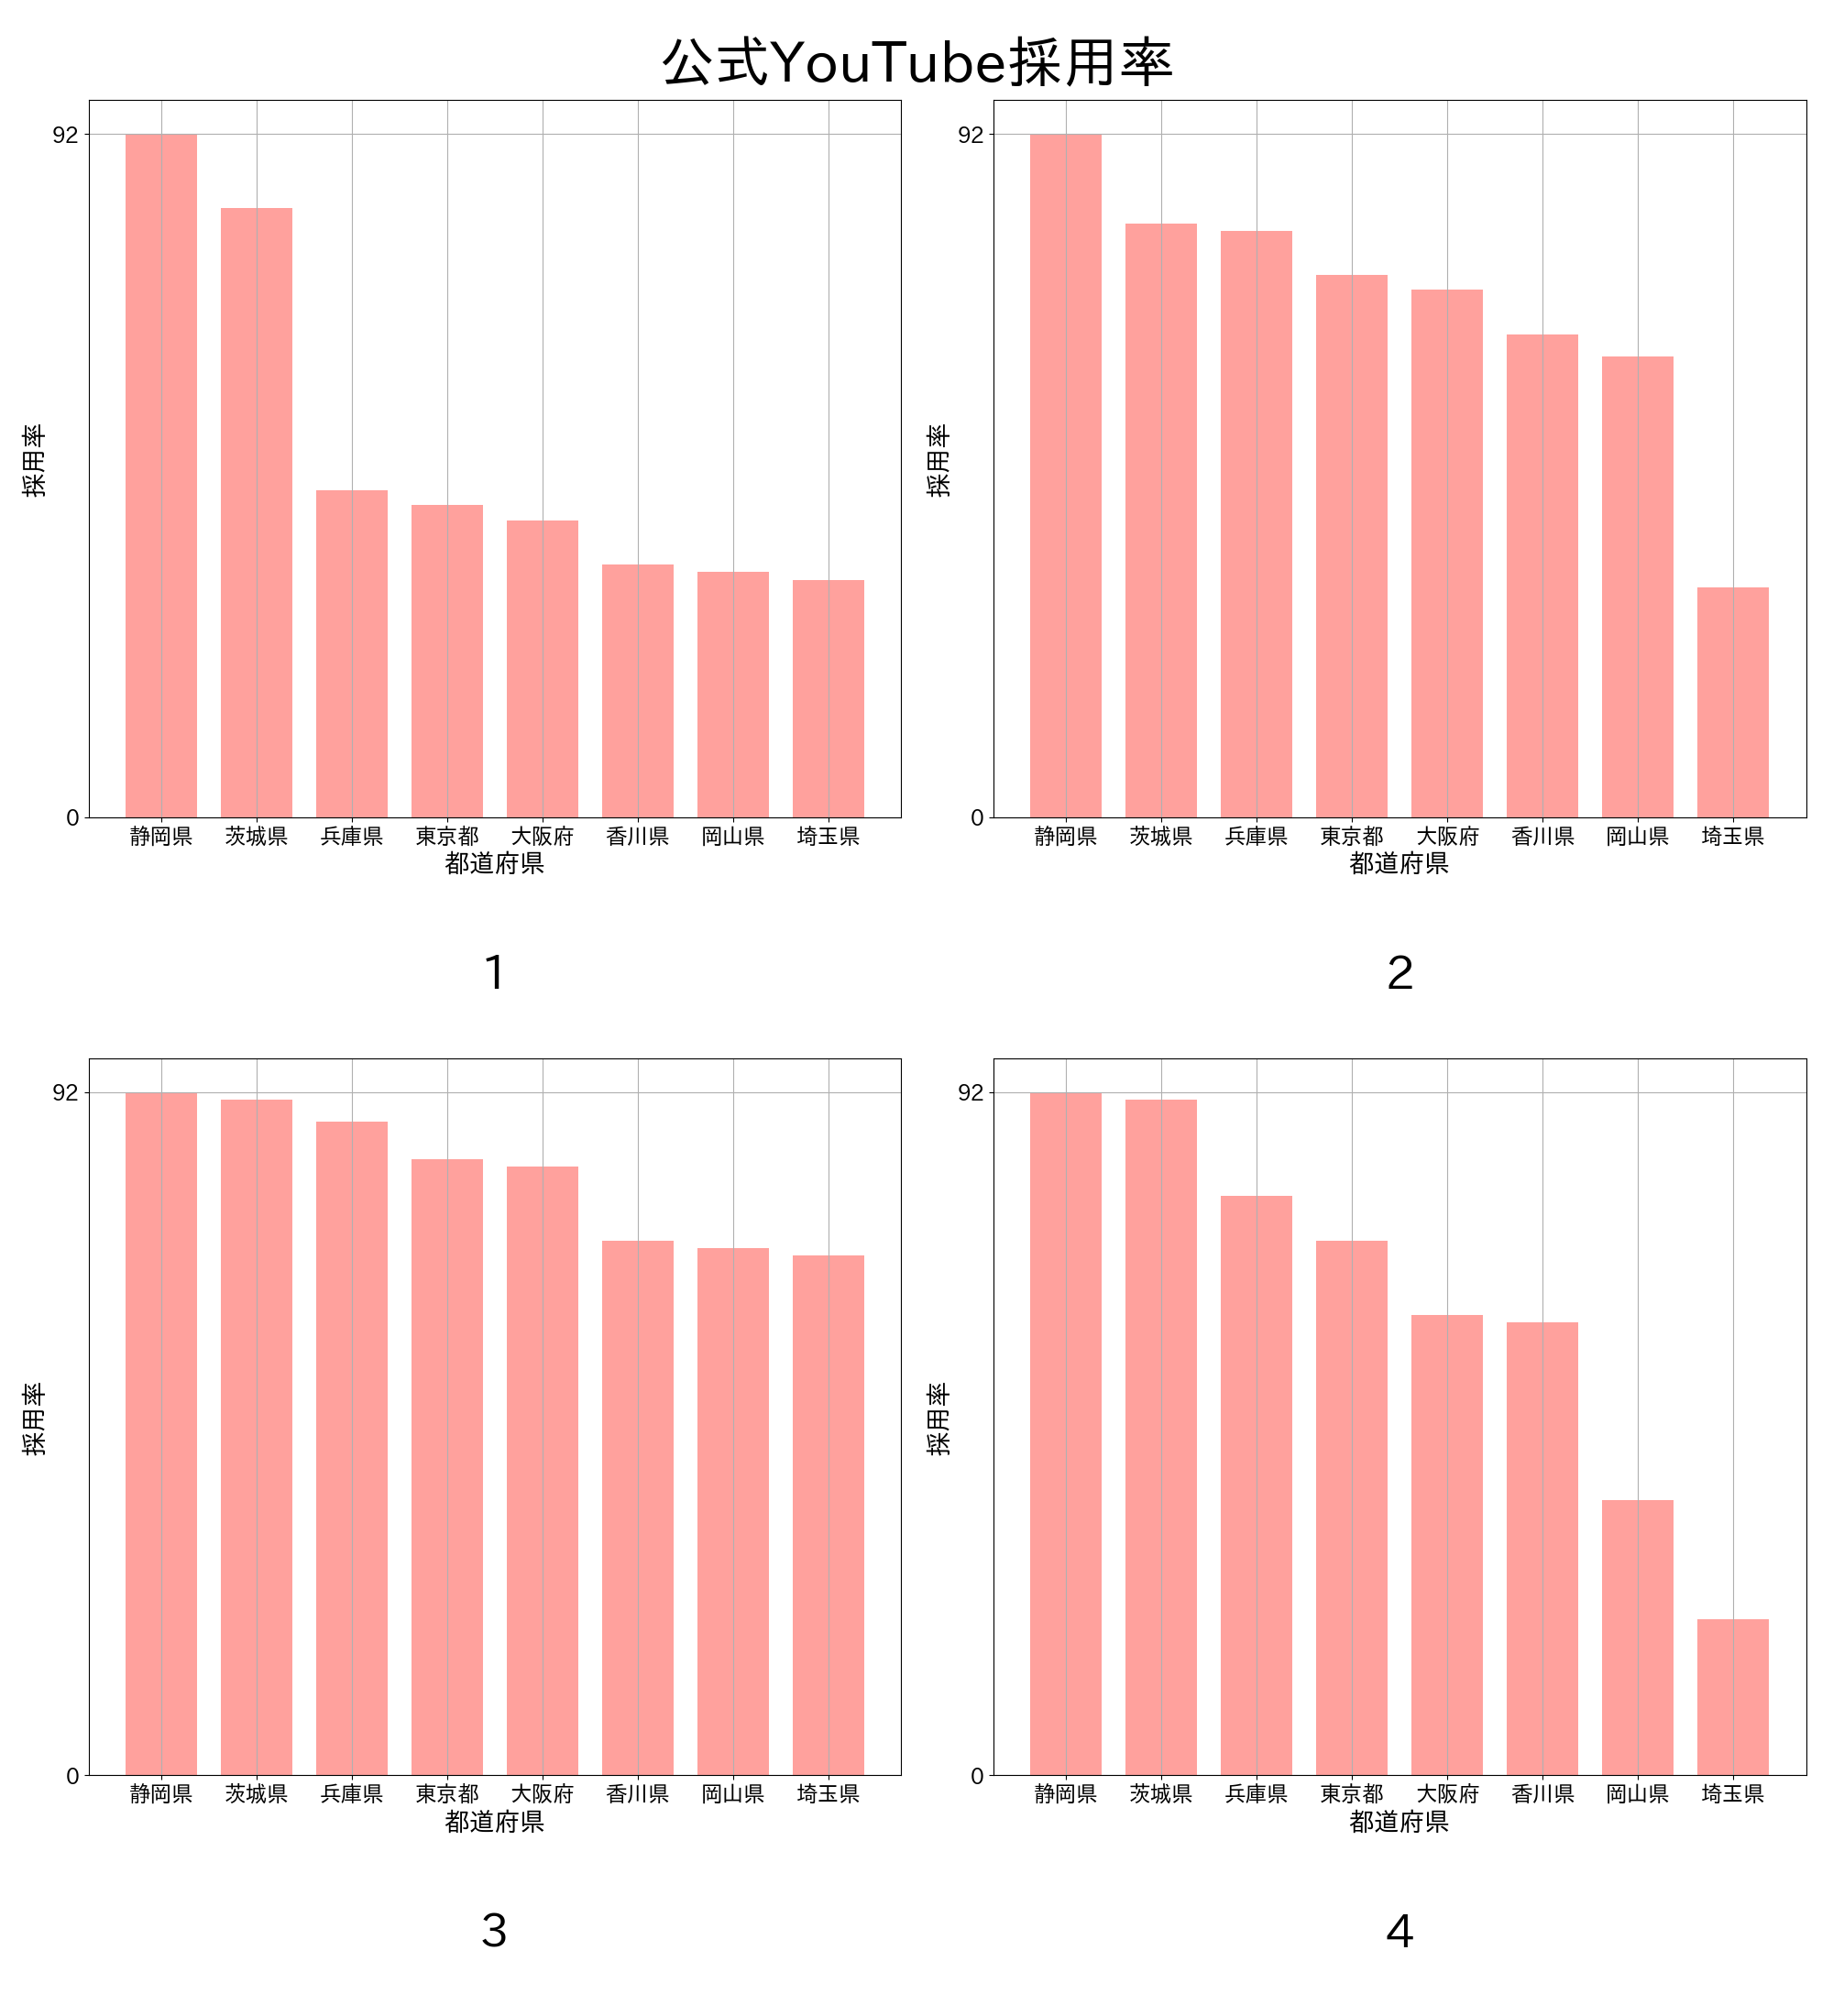 公式YouTube採用率
92
採用率
0
静岡県 茨城県 兵庫県 東京都 大阪府 香川県 岡山県 埼玉県
都道府県
1
92
採用率
0
静岡県 茨城県 兵庫県 東京都 大阪府 香川県 岡山県 埼玉県
都道府県
2
92
採用率
0
静岡県 茨城県 兵庫県 東京都 大阪府 香川県 岡山県 埼玉県
都道府県
3
92
採用率
0
静岡県 茨城県 兵庫県 東京都 大阪府 香川県 岡山県 埼玉県
都道府県
4